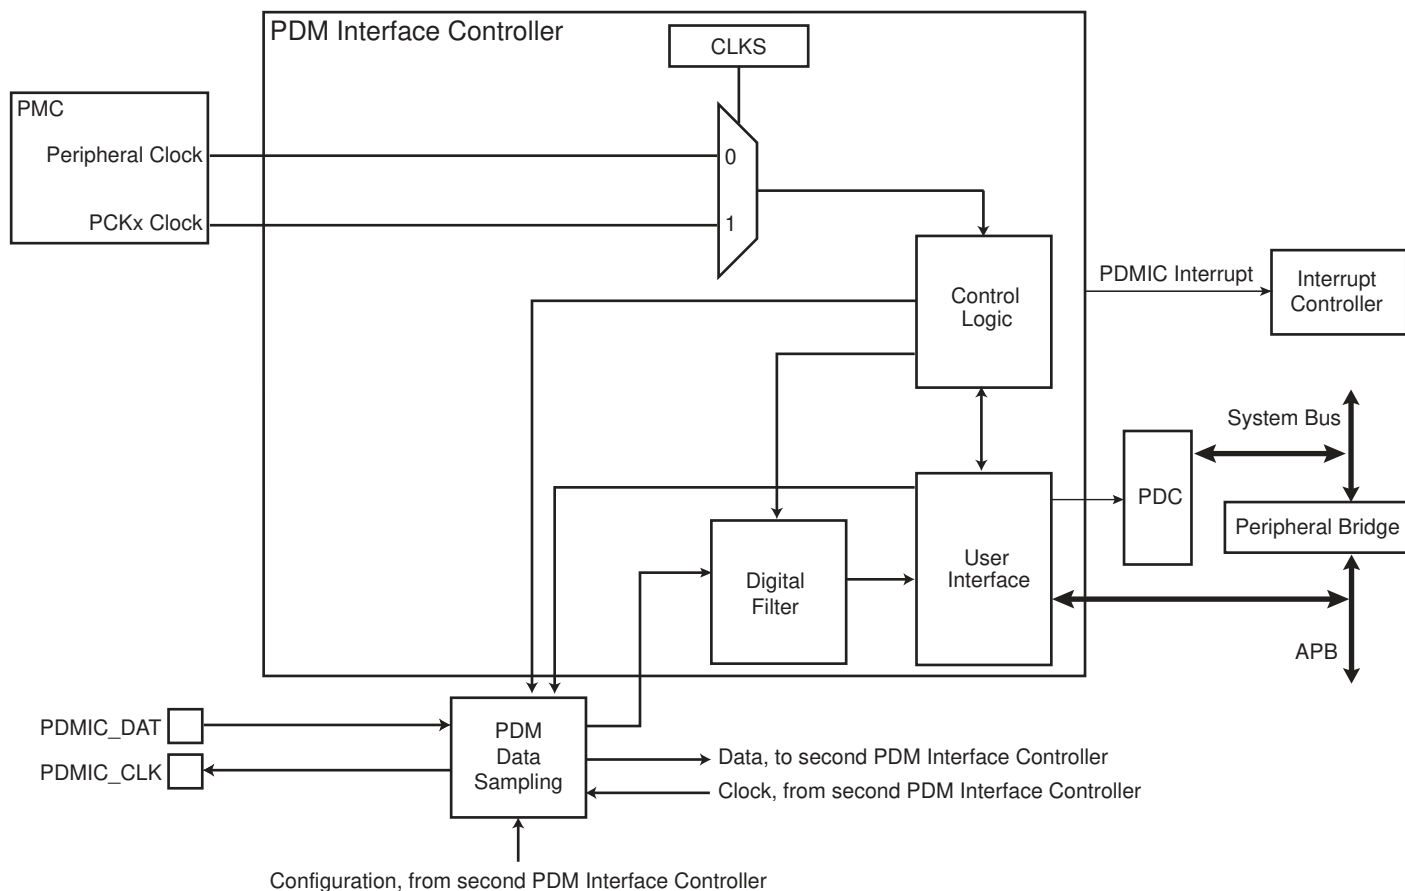 PDM Interface Controller
CLKS
PMC
Peripheral Clock
0
PCKx Clock
1
Control
Logic
PDMIC Interrupt
Interrupt
Controller
System Bus
PDC
Peripheral Bridge
User
Interface
Digital
Filter
APB
PDMIC_DAT
PDMIC_CLK
PDM
Data
Sampling
Data, to second PDM Interface Controller
Clock, from second PDM Interface Controller
Configuration, from second PDM Interface Controller